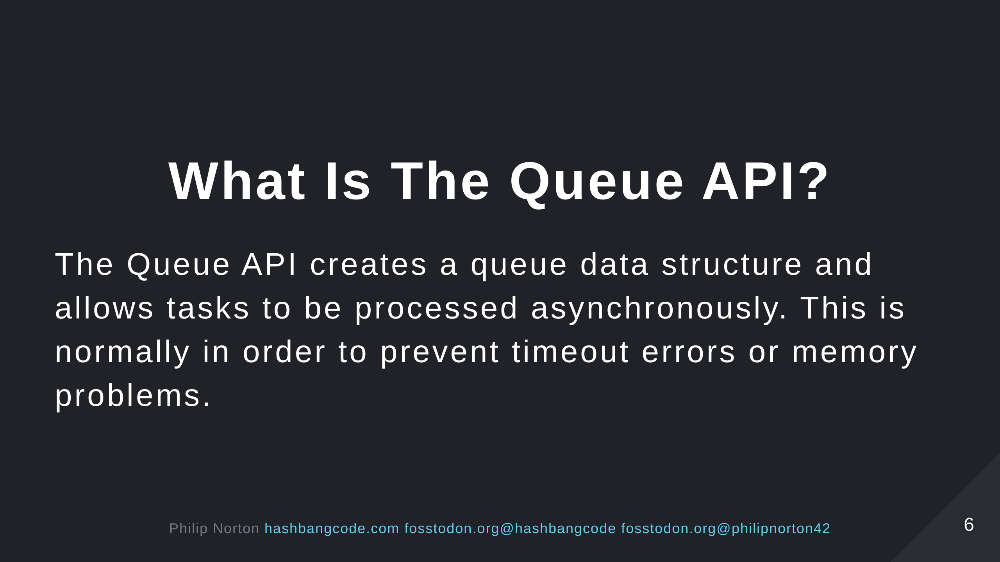 What Is The Queue API?
The Queue API creates a queue data structure and
allows tasks to be processed asynchronously. This is
normally in order to prevent timeout errors or memory
problems.
Philip Norton hashbangcode.com fosstodon.org@hashbangcode fosstodon.org@philipnorton42
6